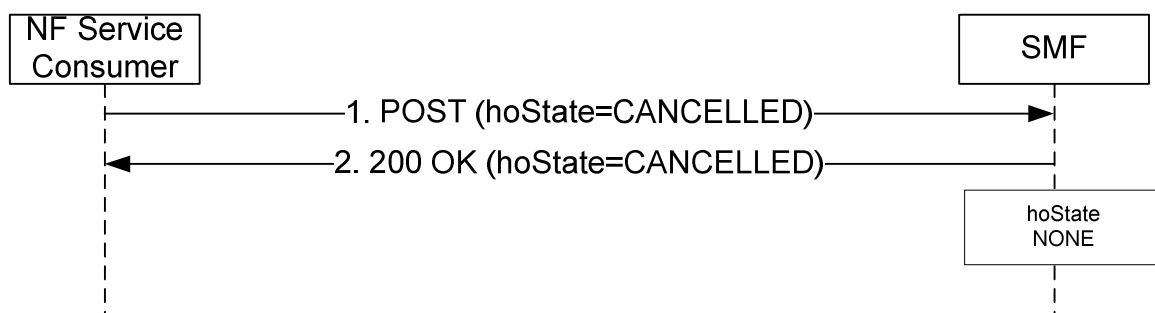 NF Service
Consumer
SMF
1. POST (hoState=CANCELLED)
2. 200 OK (hoState=CANCELLED)
hoState
NONE